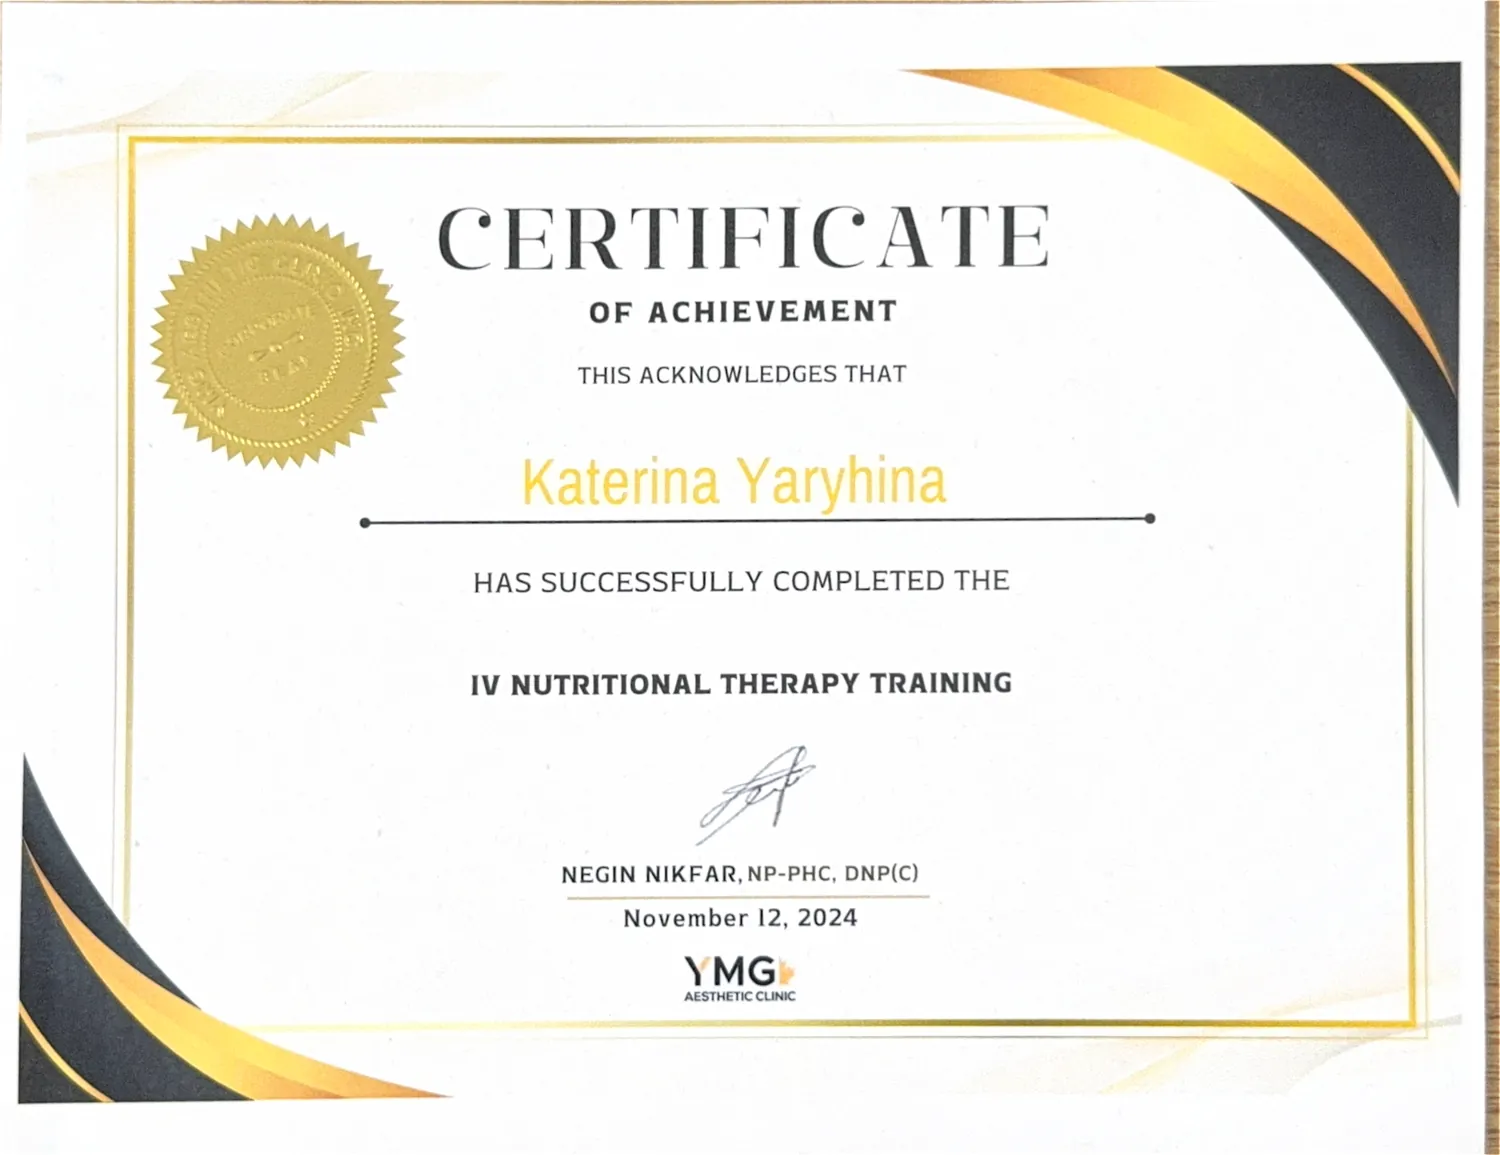 CERTIFICATE
OF ACHIEVEMENT
THIS ACKNOWLEDGES THAT
Katerina Yaryhina
HAS SUCCESSFULLY COMPLETED THE
IV NUTRITIONAL THERAPY TRAINING
NEGIN NIKFAR, NP-PHC, DNP(C)
November 12, 2024
YMG
AESTHETIC CLINIC